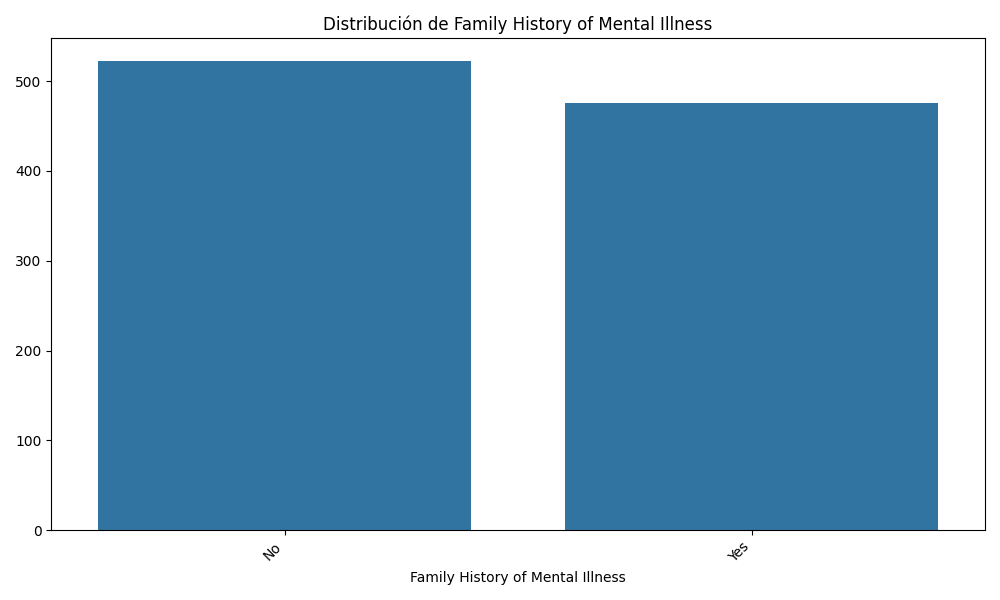 Distribución de Family History of Mental Illness
500
400
300
200
100
0
No
Yes
Family History of Mental Illness